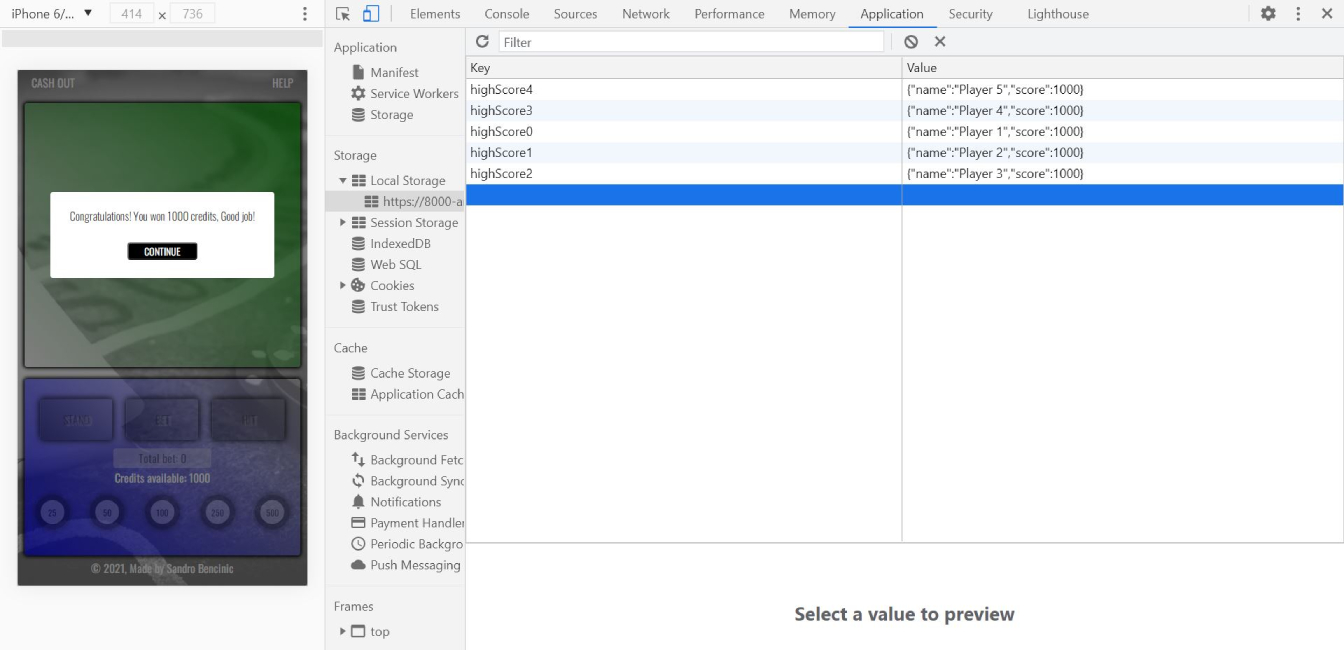 iPhone 6/... ▼ 414 x 736
Elements Console Sources Network Performance Memory Application Security Lighthouse
CASH OUT HELP
Congratulations! You won 1000 credits, Good job!
CONTINUE
STAND BET HIT
Total bet: 0
Credits available: 1000
25 50 100 250 500
© 2021, Made by Sandro Bencinic
Application
Manifest
Service Workers
Storage
Storage
Local Storage
https://8000-a
Session Storage
IndexedDB
Web SQL
Cookies
Trust Tokens
Cache
Cache Storage
Application Cach
Background Services
Background Fetc
Background Sync
Notifications
Payment Handler
Periodic Backgro
Push Messaging
Frames
top
Filter
Key Value
highScore4 {"name":"Player 5","score":1000}
highScore3 {"name":"Player 4","score":1000}
highScore0 {"name":"Player 1","score":1000}
highScore1 {"name":"Player 2","score":1000}
highScore2 {"name":"Player 3","score":1000}
Select a value to preview